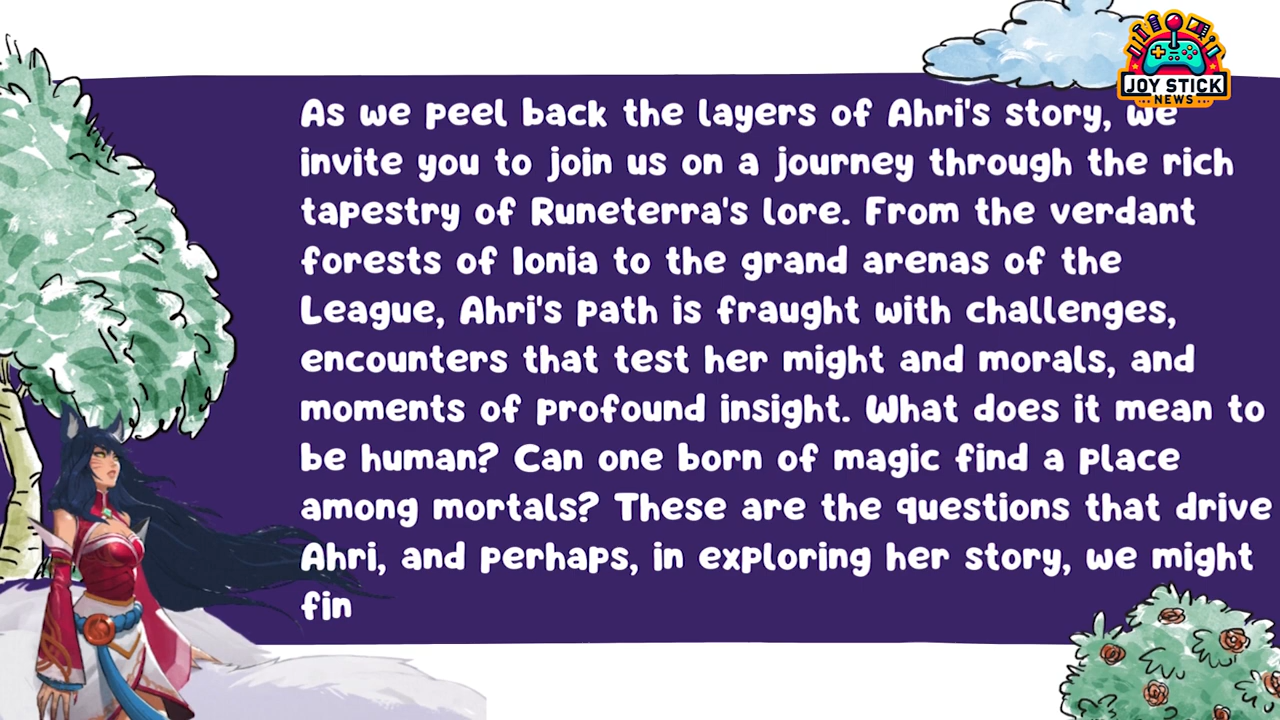 JOY STICK
NEWS
As we peel back the layers of Ahri's story, we
invite you to join us on a journey through the rich
tapestry of Runeterra's lore. From the verdant
forests of Ionia to the grand arenas of the
League, Ahri's path is fraught with challenges,
encounters that test her might and morals, and
moments of profound insight. What does it mean to
be human? Can one born of magic find a place
among mortals? These are the questions that drive
Ahri, and perhaps, in exploring her story, we might
fin